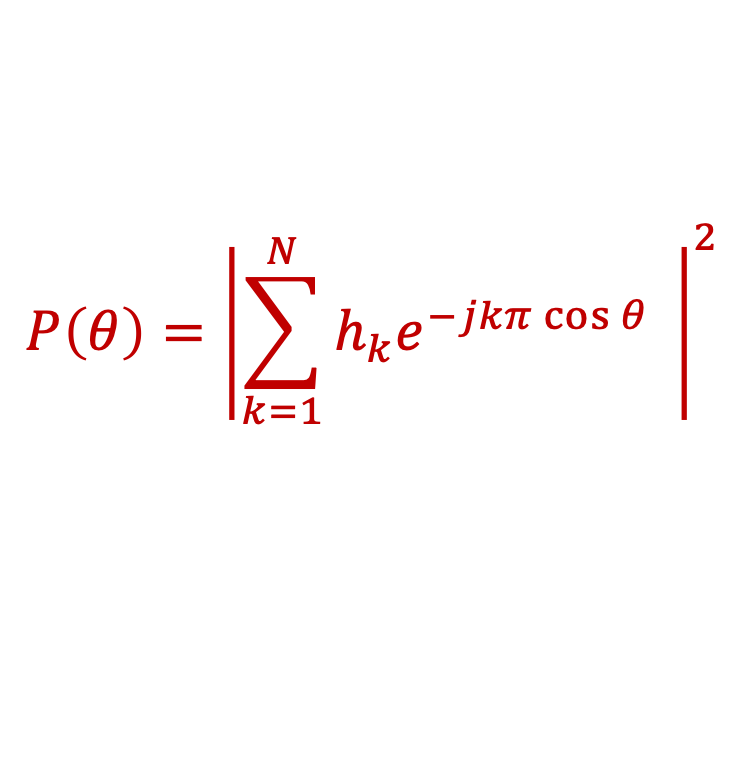 P(θ) = |∑_{k=1}^{N} h_k e^{-jkπ cos θ}|^2